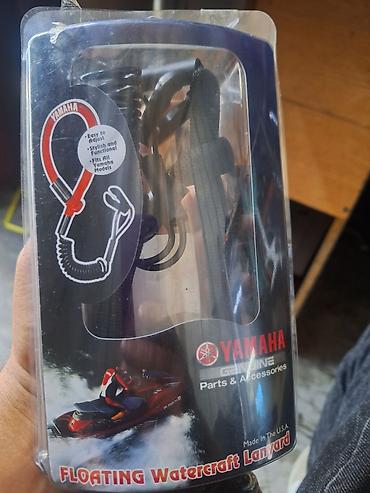 YAMAHA
•Easy to
Adjust
•Stylish and
Functional
•Fits All
Yamaha
Models
YAMAHA
GENUINE
Parts & Accessories
Made In The U.S.A.
FLOATING Watercraft Lanyard